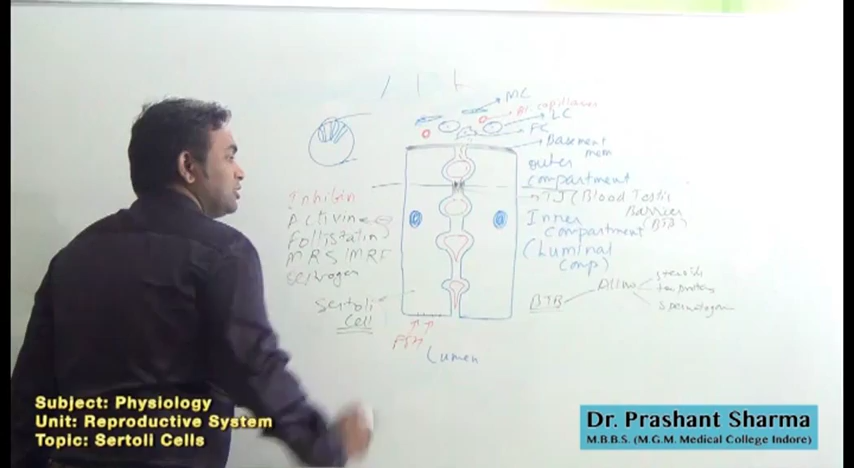 MC
Bl. capillaries
LC
FC
Basement
mem
outer
compartment
TJ (Blood Testis
Barrier
(BTB)
Inner
compartment
(Luminal
comp)
Inhibin
Activin
Follistatin
MRS/MRF
Estrogen
Sertoli
Cell
FSH
Lumen
BTB
Allow
steroids
Subject: Physiology
Unit: Reproductive System
Topic: Sertoli Cells
Dr. Prashant Sharma
M.B.B.S. (M.G.M. Medical College Indore)